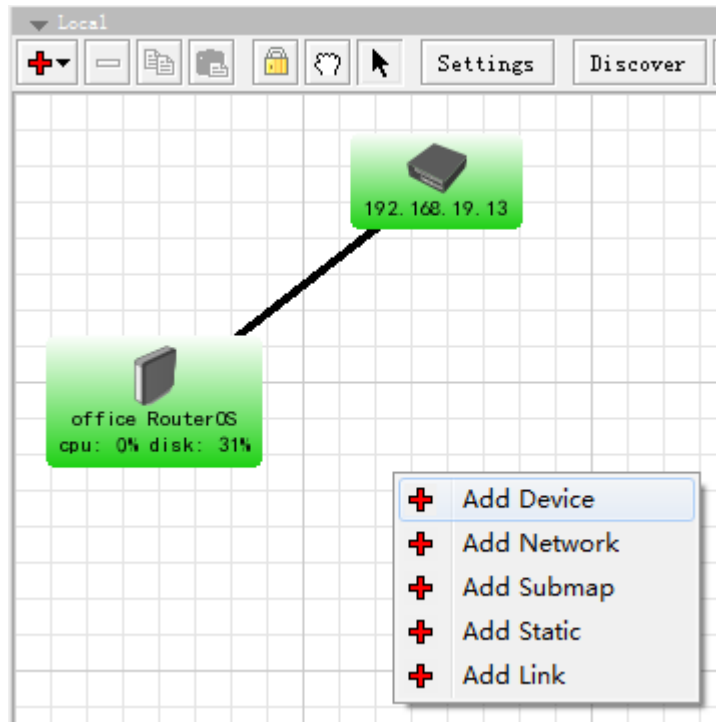 Local
Settings
Discover
192.168.19.13
office RouterOS
cpu: 0% disk: 31%
Add Device
Add Network
Add Submap
Add Static
Add Link